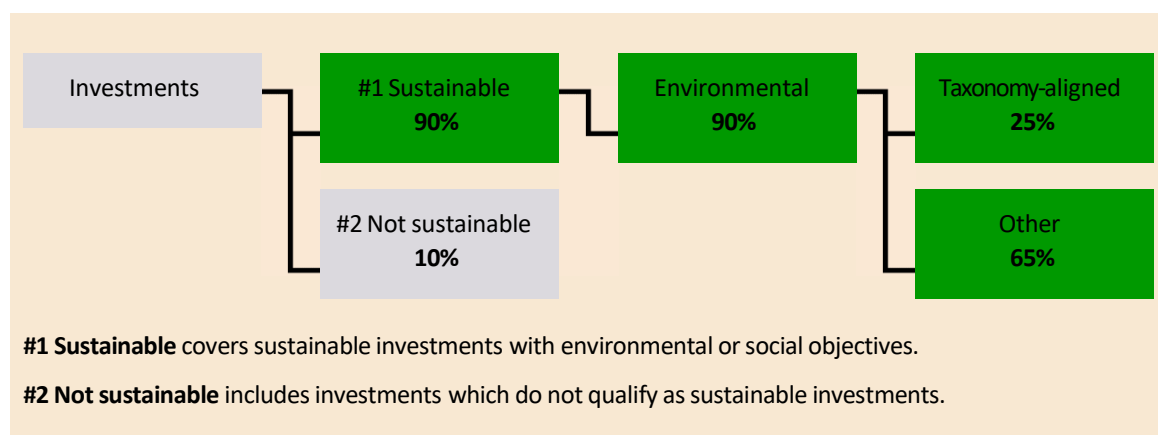 Investments
#1 Sustainable
90%
Environmental
90%
Taxonomy-aligned
25%
#2 Not sustainable
10%
Other
65%
#1 Sustainable covers sustainable investments with environmental or social objectives.
#2 Not sustainable includes investments which do not qualify as sustainable investments.